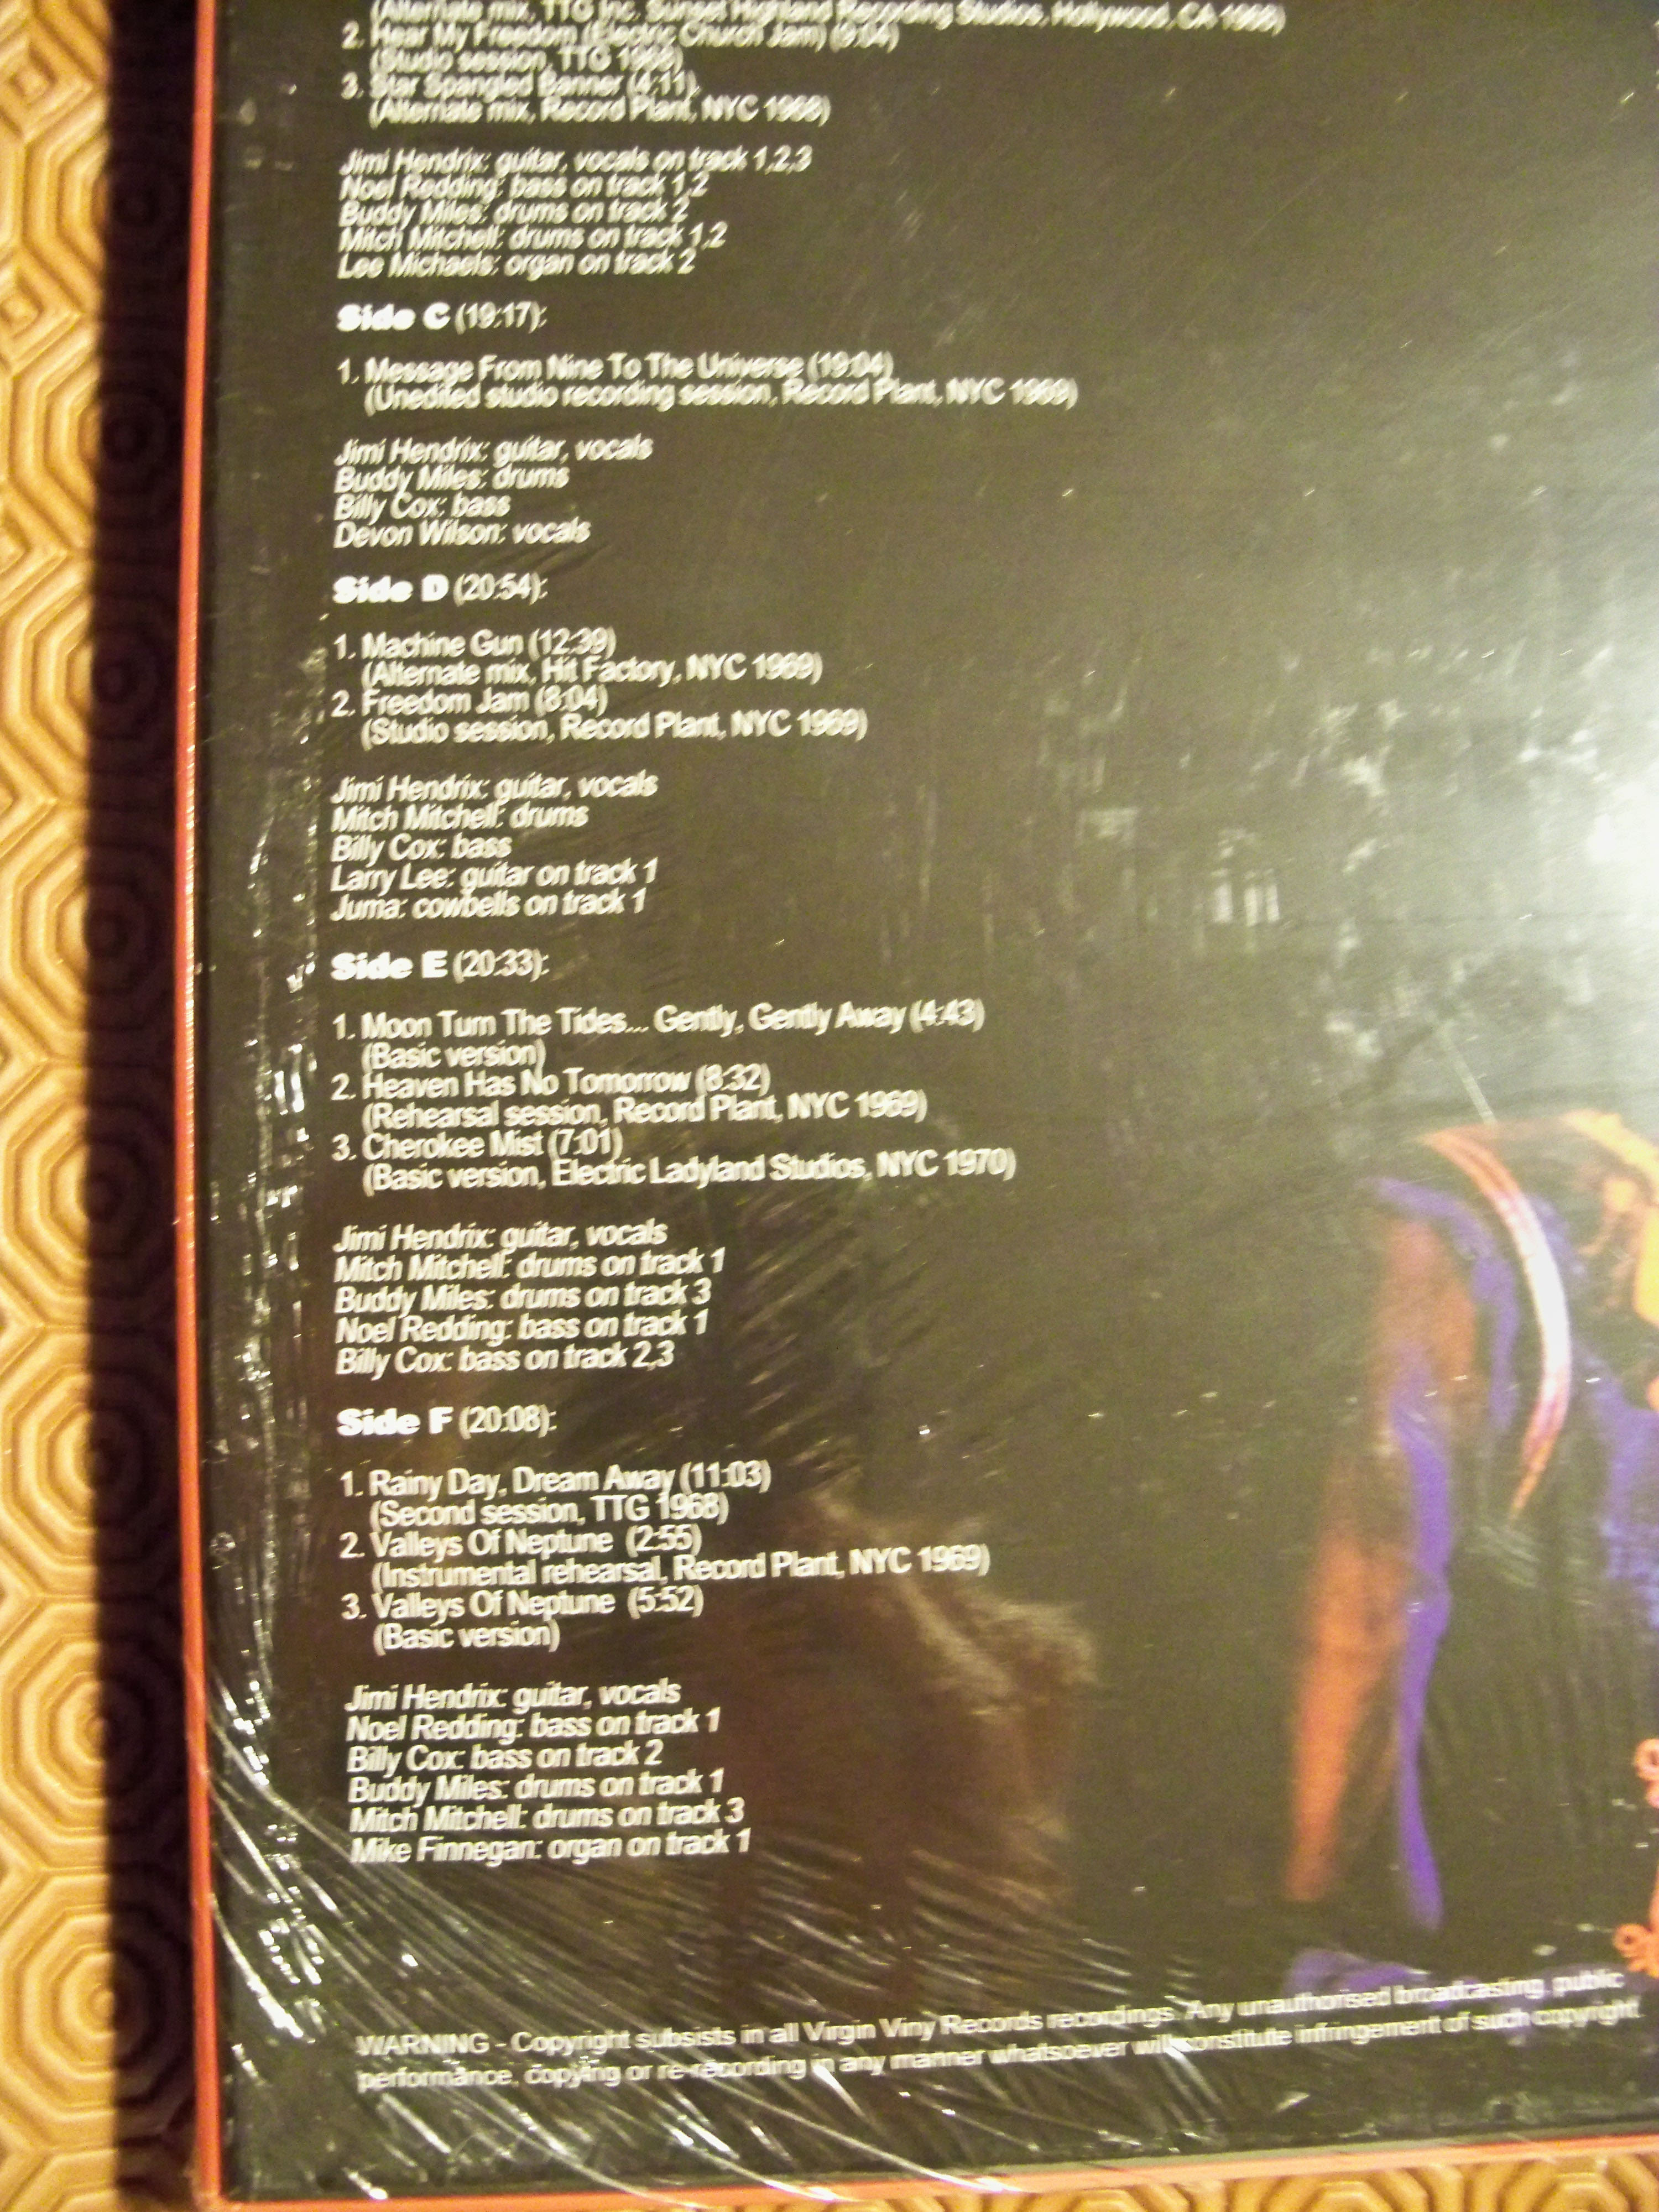 (Alternate mix, TTG Inc. Sunset Highland Recording Studios, Hollywood, CA 1968)
2. Hear My Freedom (Electric Church Jam) (9:04)
(Studio session, TTG 1968)
3. Star Spangled Banner (4:11)
(Alternate mix, Record Plant, NYC 1968)
Jimi Hendrix: guitar, vocals on track 1,2,3
Noel Redding: bass on track 1,2
Buddy Miles: drums on track 2
Mitch Mitchell: drums on track 1,2
Lee Michaels: organ on track 2
Side C (19:17):
1. Message From Nine To The Universe (19:04)
(Unedited studio recording session, Record Plant, NYC 1969)
Jimi Hendrix: guitar, vocals
Buddy Miles: drums
Billy Cox: bass
Devon Wilson: vocals
Side D (20:54):
1. Machine Gun (12:39)
(Alternate mix, Hit Factory, NYC 1969)
2. Freedom Jam (8:04)
(Studio session, Record Plant, NYC 1969)
Jimi Hendrix: guitar, vocals
Mitch Mitchell: drums
Billy Cox: bass
Larry Lee: guitar on track 1
Juma: cowbells on track 1
Side E (20:33):
1. Moon Turn The Tides... Gently, Gently Away (4:43)
(Basic version)
2. Heaven Has No Tomorrow (8:32)
(Rehearsal session, Record Plant, NYC 1969)
3. Cherokee Mist (7:01)
(Basic version, Electric Ladyland Studios, NYC 1970)
Jimi Hendrix: guitar, vocals
Mitch Mitchell: drums on track 1
Buddy Miles: drums on track 3
Noel Redding: bass on track 1
Billy Cox: bass on track 2,3
Side F (20:08):
1. Rainy Day, Dream Away (11:03)
(Second session, TTG 1968)
2. Valleys Of Neptune (2:55)
(Instrumental rehearsal, Record Plant, NYC 1969)
3. Valleys Of Neptune (5:52)
(Basic version)
Jimi Hendrix: guitar, vocals
Noel Redding: bass on track 1
Billy Cox: bass on track 2
Buddy Miles: drums on track 1
Mitch Mitchell: drums on track 3
Mike Finnegan: organ on track 1
WARNING - Copyright subsists in all Virgin Viny Records recordings. Any unauthorised broadcasting, public
performance, copying or re-recording in any manner whatsoever will constitute infringement of such copyright.